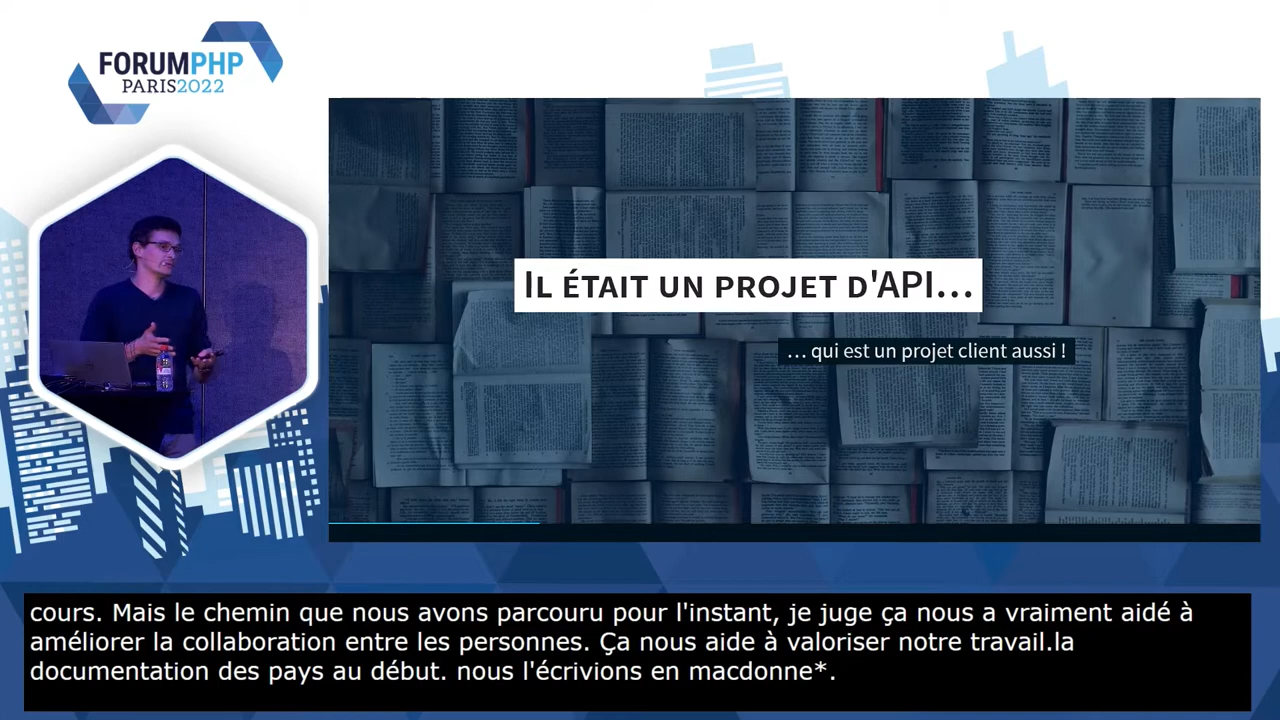 FORUMPHP
PARIS2022
Il était un projet d'API…
… qui est un projet client aussi !
cours. Mais le chemin que nous avons parcouru pour l'instant, je juge ça nous a vraiment aidé à
améliorer la collaboration entre les personnes. Ça nous aide à valoriser notre travail.la
documentation des pays au début. nous l'écrivions en macdonne*.